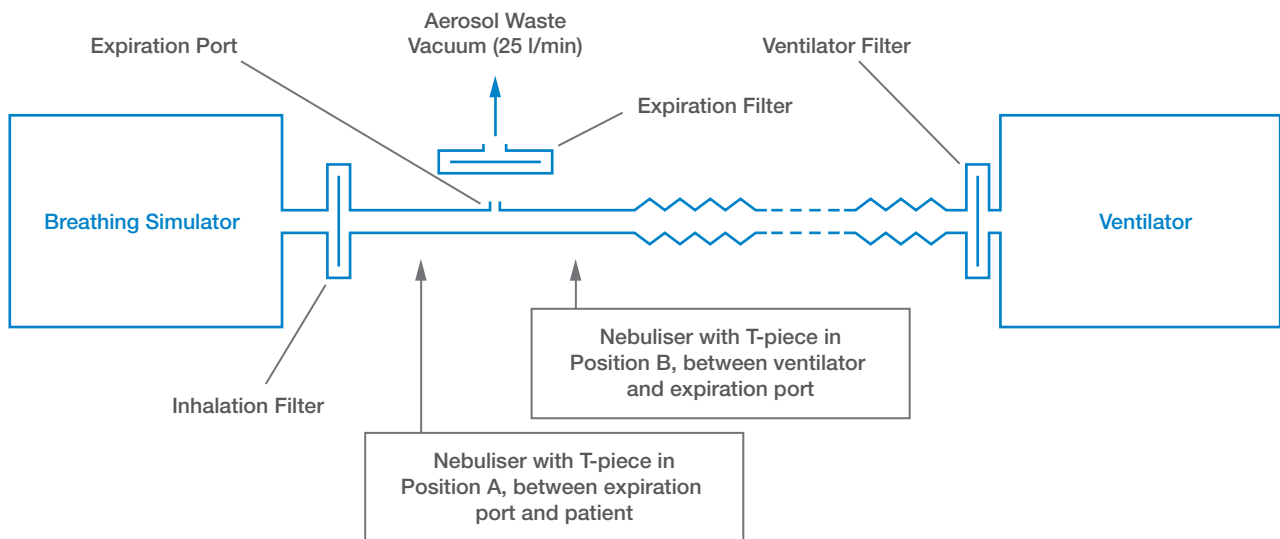 Aerosol Waste
Vacuum (25 l/min)
Expiration Port
Ventilator Filter
Expiration Filter
Breathing Simulator
Ventilator
Nebuliser with T-piece in
Position B, between ventilator
and expiration port
Inhalation Filter
Nebuliser with T-piece in
Position A, between expiration
port and patient